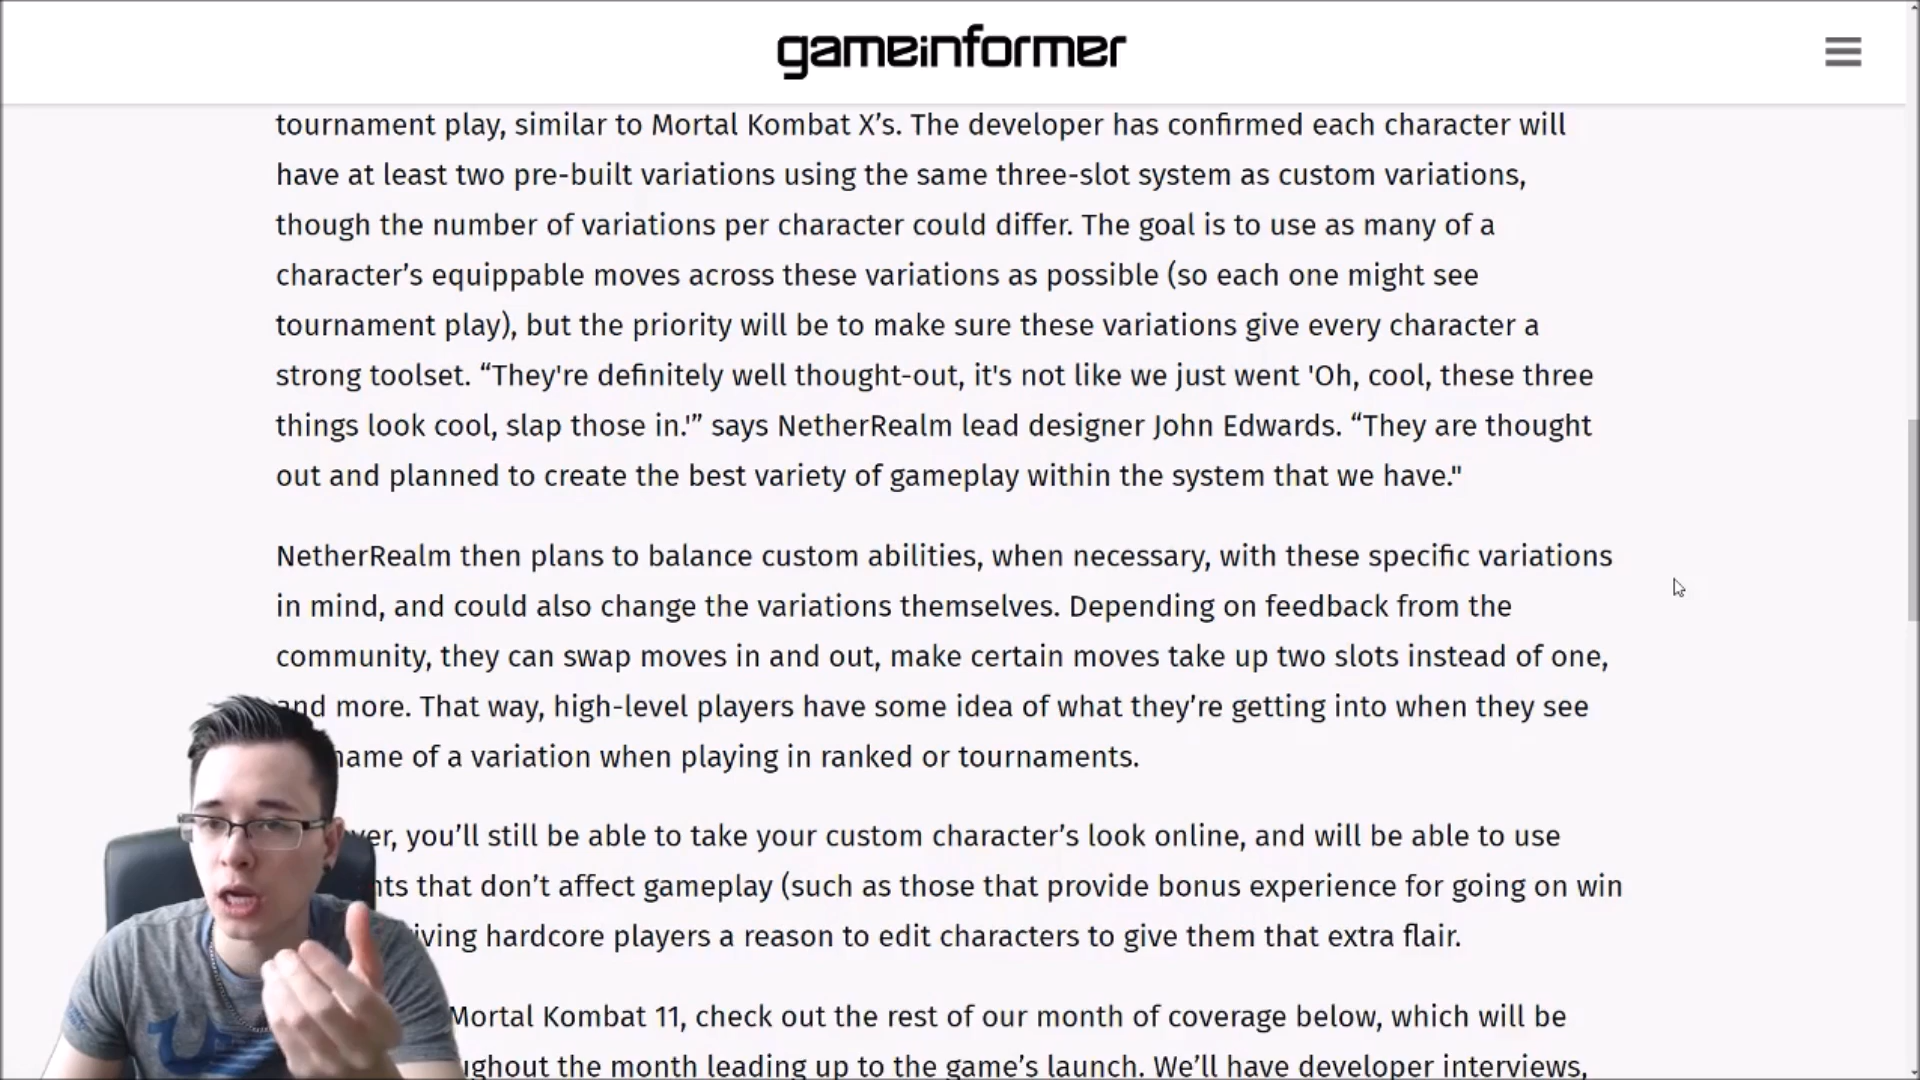 gameinformer
tournament play, similar to Mortal Kombat X’s. The developer has confirmed each character will
have at least two pre-built variations using the same three-slot system as custom variations,
though the number of variations per character could differ. The goal is to use as many of a
character’s equippable moves across these variations as possible (so each one might see
tournament play), but the priority will be to make sure these variations give every character a
strong toolset. “They're definitely well thought-out, it's not like we just went 'Oh, cool, these three
things look cool, slap those in.'” says NetherRealm lead designer John Edwards. “They are thought
out and planned to create the best variety of gameplay within the system that we have."
NetherRealm then plans to balance custom abilities, when necessary, with these specific variations
in mind, and could also change the variations themselves. Depending on feedback from the
community, they can swap moves in and out, make certain moves take up two slots instead of one,
and more. That way, high-level players have some idea of what they’re getting into when they see
name of a variation when playing in ranked or tournaments.
you’ll still be able to take your custom character’s look online, and will be able to use
that don’t affect gameplay (such as those that provide bonus experience for going on win
hardcore players a reason to edit characters to give them that extra flair.
Mortal Kombat 11, check out the rest of our month of coverage below, which will be
the month leading up to the game’s launch. We’ll have developer interviews,